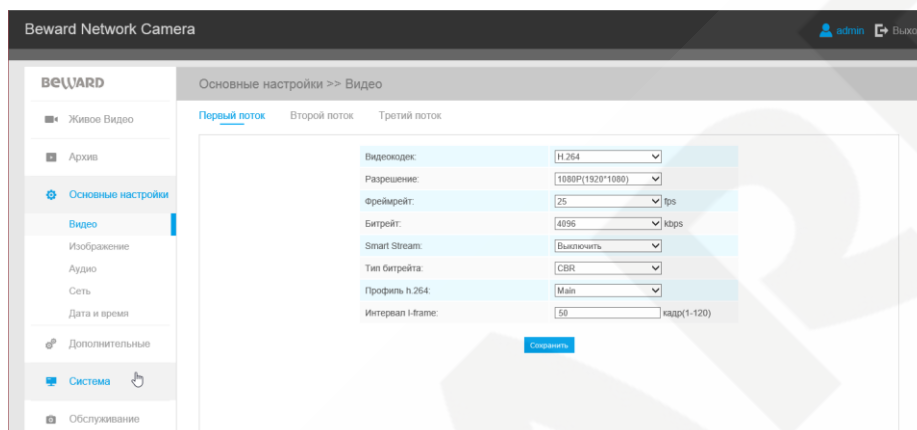 Beward Network Camera
admin
BEWARD
Основные настройки >> Видео
Живое Видео
Архив
Основные настройки
Видео
Изображение
Аудио
Сеть
Дата и время
Дополнительные
Система
Обслуживание
Первый поток Второй поток Третий поток
Видеокодек: H.264
Разрешение: 1080P(1920*1080)
Фреймрейт: 25 fps
Битрейт: 4096 kbps
Smart Stream: Выключить
Тип битрейта: CBR
Профиль h.264: Main
Интервал I-frame: 50 кадр(1-120)
Сохранить